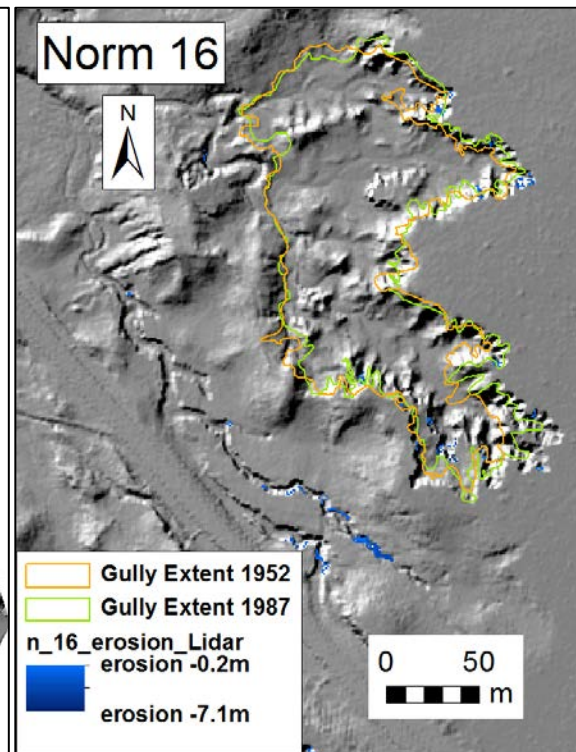 Norm 16
N
Gully Extent 1952
Gully Extent 1987
n_16_erosion_Lidar
erosion -0.2m
erosion -7.1m
0 50
m